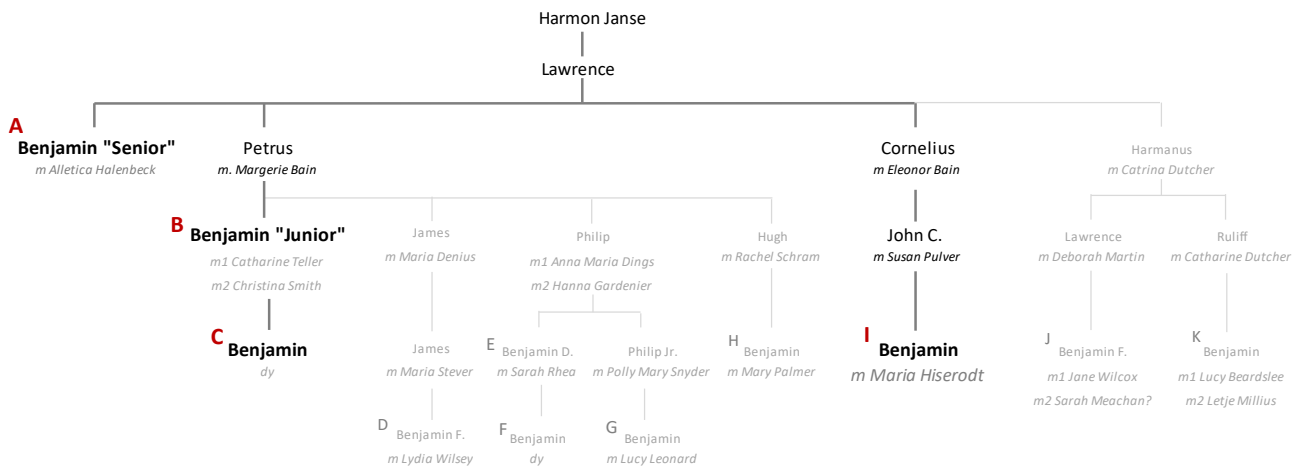 Harmon Janse
Lawrence
A
Benjamin "Senior"
m Alletica Halenbeck
Petrus
m. Margerie Bain
Cornelius
m Eleonor Bain
Harmanus
m Catrina Dutcher
B
Benjamin "Junior"
m1 Catharine Teller
m2 Christina Smith
James
m Maria Denius
Philip
m1 Anna Maria Dings
m2 Hanna Gardenier
Hugh
m Rachel Schram
John C.
m Susan Pulver
Lawrence
m Deborah Martin
Ruliff
m Catharine Dutcher
C
Benjamin
dy
James
m Maria Stever
E
Benjamin D.
m Sarah Rhea
Philip Jr.
m Polly Mary Snyder
H
Benjamin
m Mary Palmer
I
Benjamin
m Maria Hiserodt
J
Benjamin F.
m1 Jane Wilcox
m2 Sarah Meachan?
K
Benjamin
m1 Lucy Beardslee
m2 Letje Millius
D
Benjamin F.
m Lydia Wilsey
F
Benjamin
dy
G
Benjamin
m Lucy Leonard